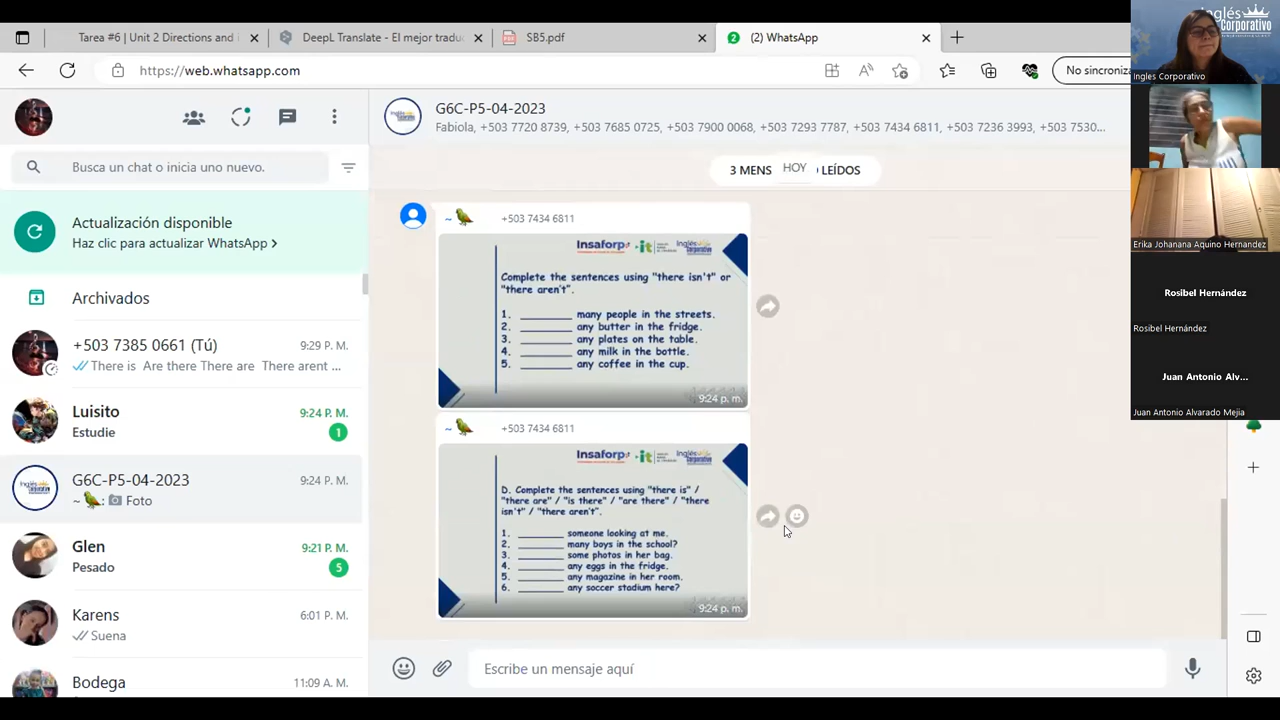 Tarea #6 | Unit 2 Directions and i
DeepL Translate - El mejor tradu
SB5.pdf
(2) WhatsApp
https://web.whatsapp.com
No sincroniza
Busca un chat o inicia uno nuevo.
Actualización disponible
Haz clic para actualizar WhatsApp >
Archivados
+503 7385 0661 (Tú) 9:29 P. M.
There is Are there There are There arent ...
Luisito 9:24 P. M.
Estudie 1
G6C-P5-04-2023 9:24 P. M.
~ : Foto
Glen 9:21 P. M.
Pesado 5
Karens 6:01 P. M.
Suena
Bodega 11:09 A. M.
G6C-P5-04-2023
Fabiola, +503 7720 8739, +503 7685 0725, +503 7900 0068, +503 7293 7787, +503 7434 6811, +503 7236 3993, +503 7530...
3 MENS HOY LEÍDOS
~ +503 7434 6811
Insaforp it Inglés Corporativo
Complete the sentences using "there isn't" or
"there aren't".
1. ________ many people in the streets.
2. ________ any butter in the fridge.
3. ________ any plates on the table.
4. ________ any milk in the bottle.
5. ________ any coffee in the cup.
9:24 p. m.
~ +503 7434 6811
Insaforp it Inglés Corporativo
D. Complete the sentences using "there is" /
"there are" / "is there" / "are there" / "there
isn't" / "there aren't".
1. ________ someone looking at me.
2. ________ many boys in the school?
3. ________ some photos in her bag.
4. ________ any eggs in the fridge.
5. ________ any magazine in her room.
6. ________ any soccer stadium here?
9:24 p. m.
Escribe un mensaje aquí
Inglés
Corporativo
Ingles Corporativo
Erika Johanana Aquino Hernandez
Rosibel Hernández
Rosibel Hernández
Juan Antonio Alv...
Juan Antonio Alvarado Mejia